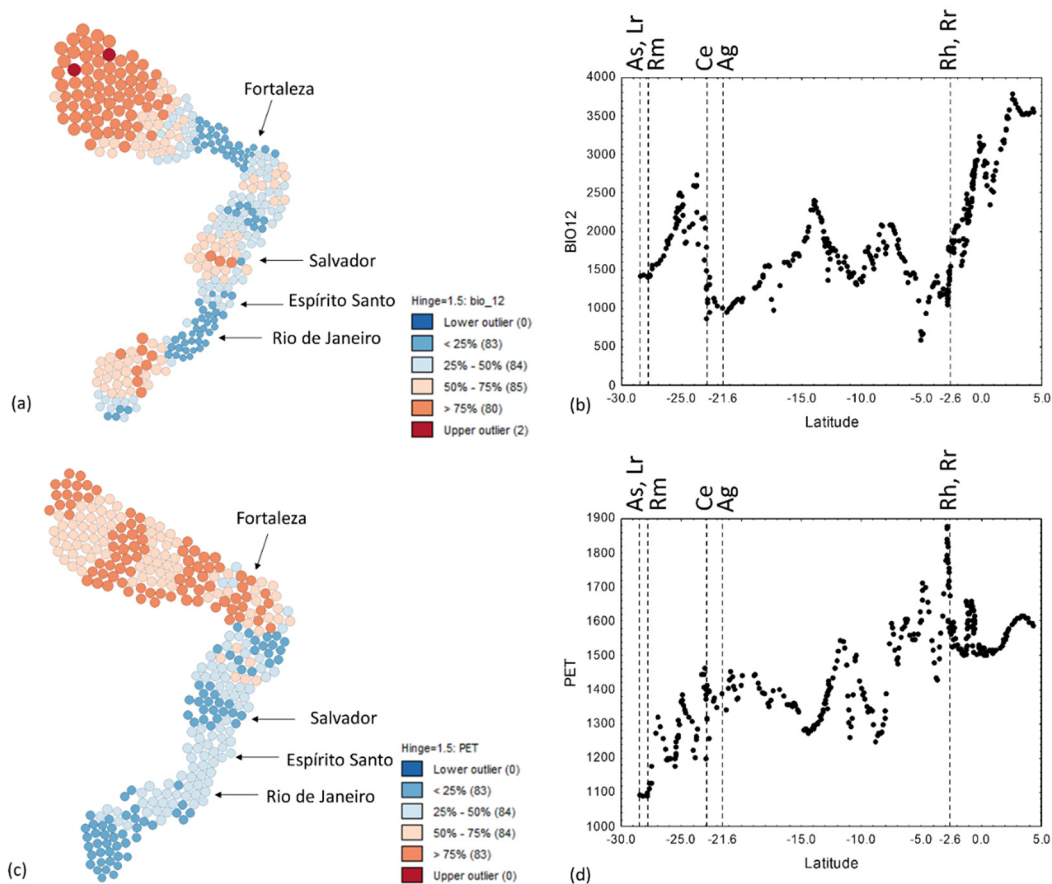 Fortaleza
Salvador
Espírito Santo
Rio de Janeiro
Hinge=1.5: bio_12
Lower outlier (0)
< 25% (83)
25% - 50% (84)
50% - 75% (85)
> 75% (80)
Upper outlier (2)
(a)
As, Lr
Rm
Ce
Ag
Rh, Rr
4000
3500
3000
2500
2000
1500
1000
500
0
BIO12
-30.0
-25.0
-21.6
-15.0
-10.0
-5.0
-2.6
0.0
5.0
Latitude
(b)
Fortaleza
Salvador
Espírito Santo
Rio de Janeiro
Hinge=1.5: PET
Lower outlier (0)
< 25% (83)
25% - 50% (84)
50% - 75% (84)
> 75% (83)
Upper outlier (0)
(c)
As, Lr
Rm
Ce
Ag
Rh, Rr
1900
1800
1700
1600
1500
1400
1300
1200
1100
1000
PET
-30.0
-25.0
-21.6
-15.0
-10.0
-5.0
-2.6
0.0
5.0
Latitude
(d)